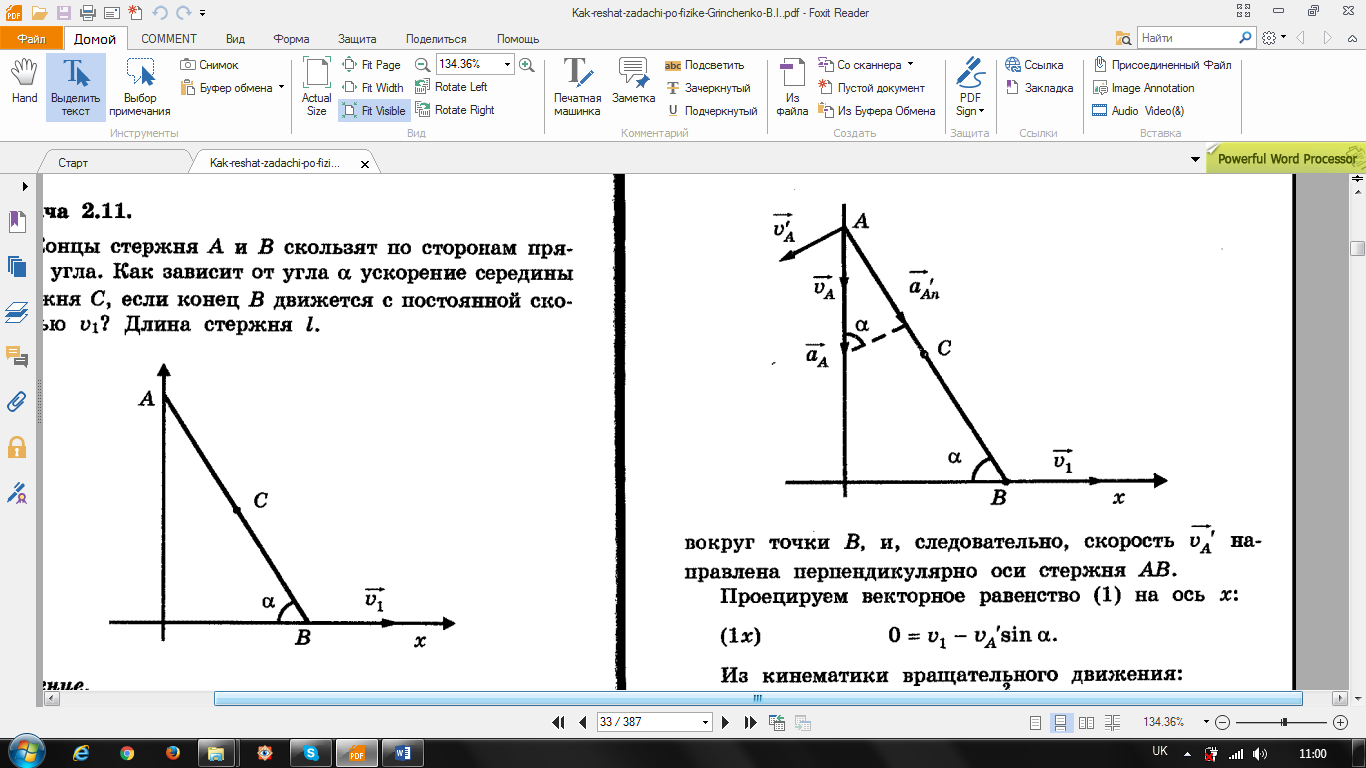 Kak-reshat-zadachi-po-fizike-Grinchenko-B.I..pdf - Foxit Reader
Файл Домой COMMENT Вид Форма Защита Поделиться Помощь Найти
Hand
Выделить текст
Выбор примечания
Снимок
Буфер обмена
Инструменты
Actual Size
Fit Page
Fit Width
Fit Visible
134.36%
Rotate Left
Rotate Right
Вид
Печатная машинка
Заметка
Подсветить
Зачеркнутый
Подчеркнутый
Комментарий
Из файла
Со сканера
Пустой документ
Из Буфера Обмена
Создать
PDF Sign
Защита
Ссылка
Закладка
Ссылки
Присоединенный Файл
Image Annotation
Audio Video(&)
Вставка
Старт
Kak-reshat-zadachi-po-fizi...
Powerful Word Processor
ча 2.11.
Концы стержня A и B скользят по сторонам пря-
угла. Как зависит от угла α ускорение середины
жня C, если конец B движется с постоянной ско-
ью v₁? Длина стержня l.
A
C
α
v₁
B
x
v′A
A
vA
a′An
α
aA
C
α
v₁
B
x
вокруг точки B, и, следовательно, скорость vA′ на-
правлена перпендикулярно оси стержня AB.
Проецируем векторное равенство (1) на ось x:
(1x) 0 = v₁ − vA′sin α.
Из кинематики вращательного движения:
ение.
33 / 387
134.36%
UK
11:00